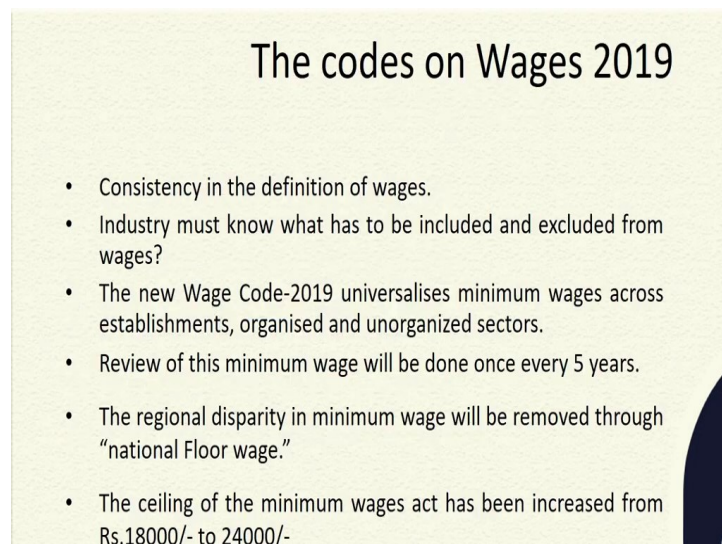 The codes on Wages 2019
• Consistency in the definition of wages.
• Industry must know what has to be included and excluded from
wages?
• The new Wage Code-2019 universalises minimum wages across
establishments, organised and unorganized sectors.
• Review of this minimum wage will be done once every 5 years.
• The regional disparity in minimum wage will be removed through
“national Floor wage.”
• The ceiling of the minimum wages act has been increased from
Rs.18000/- to 24000/-